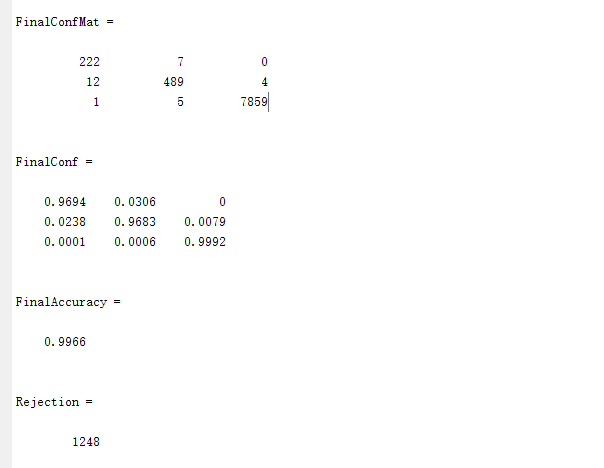 FinalConfMat =
222 7 0
12 489 4
1 5 7859
FinalConf =
0.9694 0.0306 0
0.0238 0.9683 0.0079
0.0001 0.0006 0.9992
FinalAccuracy =
0.9966
Rejection =
1248